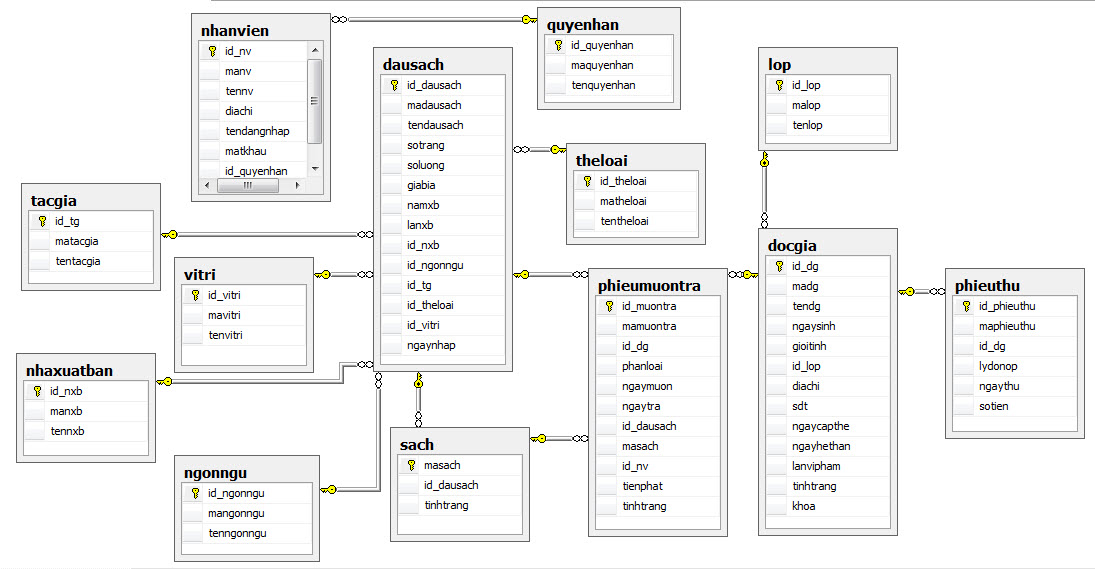 nhanvien
id_nv
manv
tennv
diachi
tendangnhap
matkhau
id_quyenhan
quyenhan
id_quyenhan
maquyenhan
tenquyenhan
dausach
id_dausach
madausach
tendausach
sotrang
soluong
giabia
namxb
lanxb
id_nxb
id_ngonngu
id_tg
id_theloai
id_vitri
ngaynhap
lop
id_lop
malop
tenlop
theloai
id_theloai
matheloai
tentheloai
tacgia
id_tg
matacgia
tentacgia
vitri
id_vitri
mavitri
tenvitri
docgia
id_dg
madg
tendg
ngaysinh
gioitinh
id_lop
diachi
sdt
ngaycapthe
ngayhethan
lanvipham
tinhtrang
khoa
phieumuontra
id_muontra
mamuontra
id_dg
phanloai
ngaymuon
ngaytra
id_dausach
masach
id_nv
tienphat
tinhtrang
phieuthu
id_phieuthu
maphieuthu
id_dg
lydonop
ngaythu
sotien
nhaxuatban
id_nxb
manxb
tennxb
sach
masach
id_dausach
tinhtrang
ngonngu
id_ngonngu
mangonngu
tenngonngu